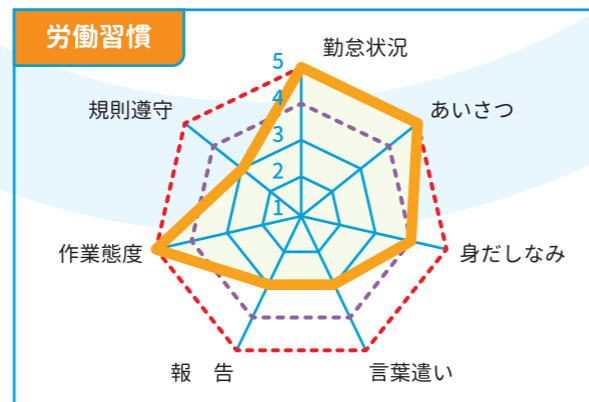 労働習慣
勤怠状況
あいさつ
身だしなみ
言葉遣い
報　告
作業態度
規則遵守
5
4
3
2
1